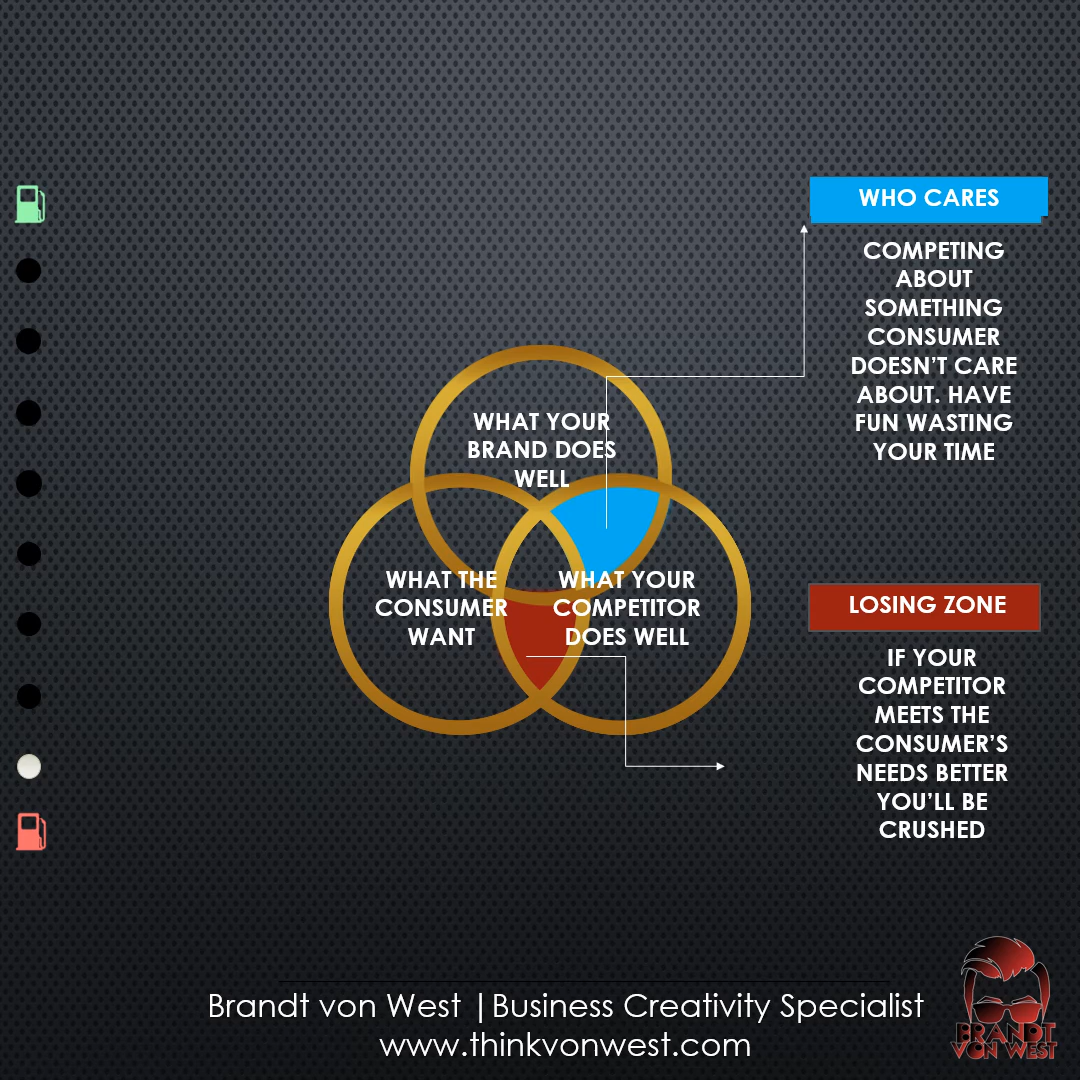 WHO CARES
COMPETING
ABOUT
SOMETHING
CONSUMER
DOESN'T CARE
ABOUT. HAVE
FUN WASTING
YOUR TIME
WHAT YOUR
BRAND DOES
WELL
WHAT THE
CONSUMER
WANT
WHAT YOUR
COMPETITOR
DOES WELL
LOSING ZONE
IF YOUR
COMPETITOR
MEETS THE
CONSUMER'S
NEEDS BETTER
YOU'LL BE
CRUSHED
Brandt von West |Business Creativity Specialist
www.thinkvonwest.com
BRANDT
VON WEST